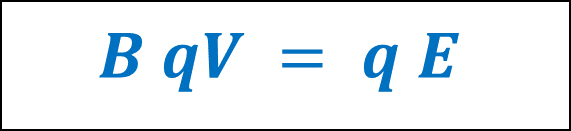 B qV = q E